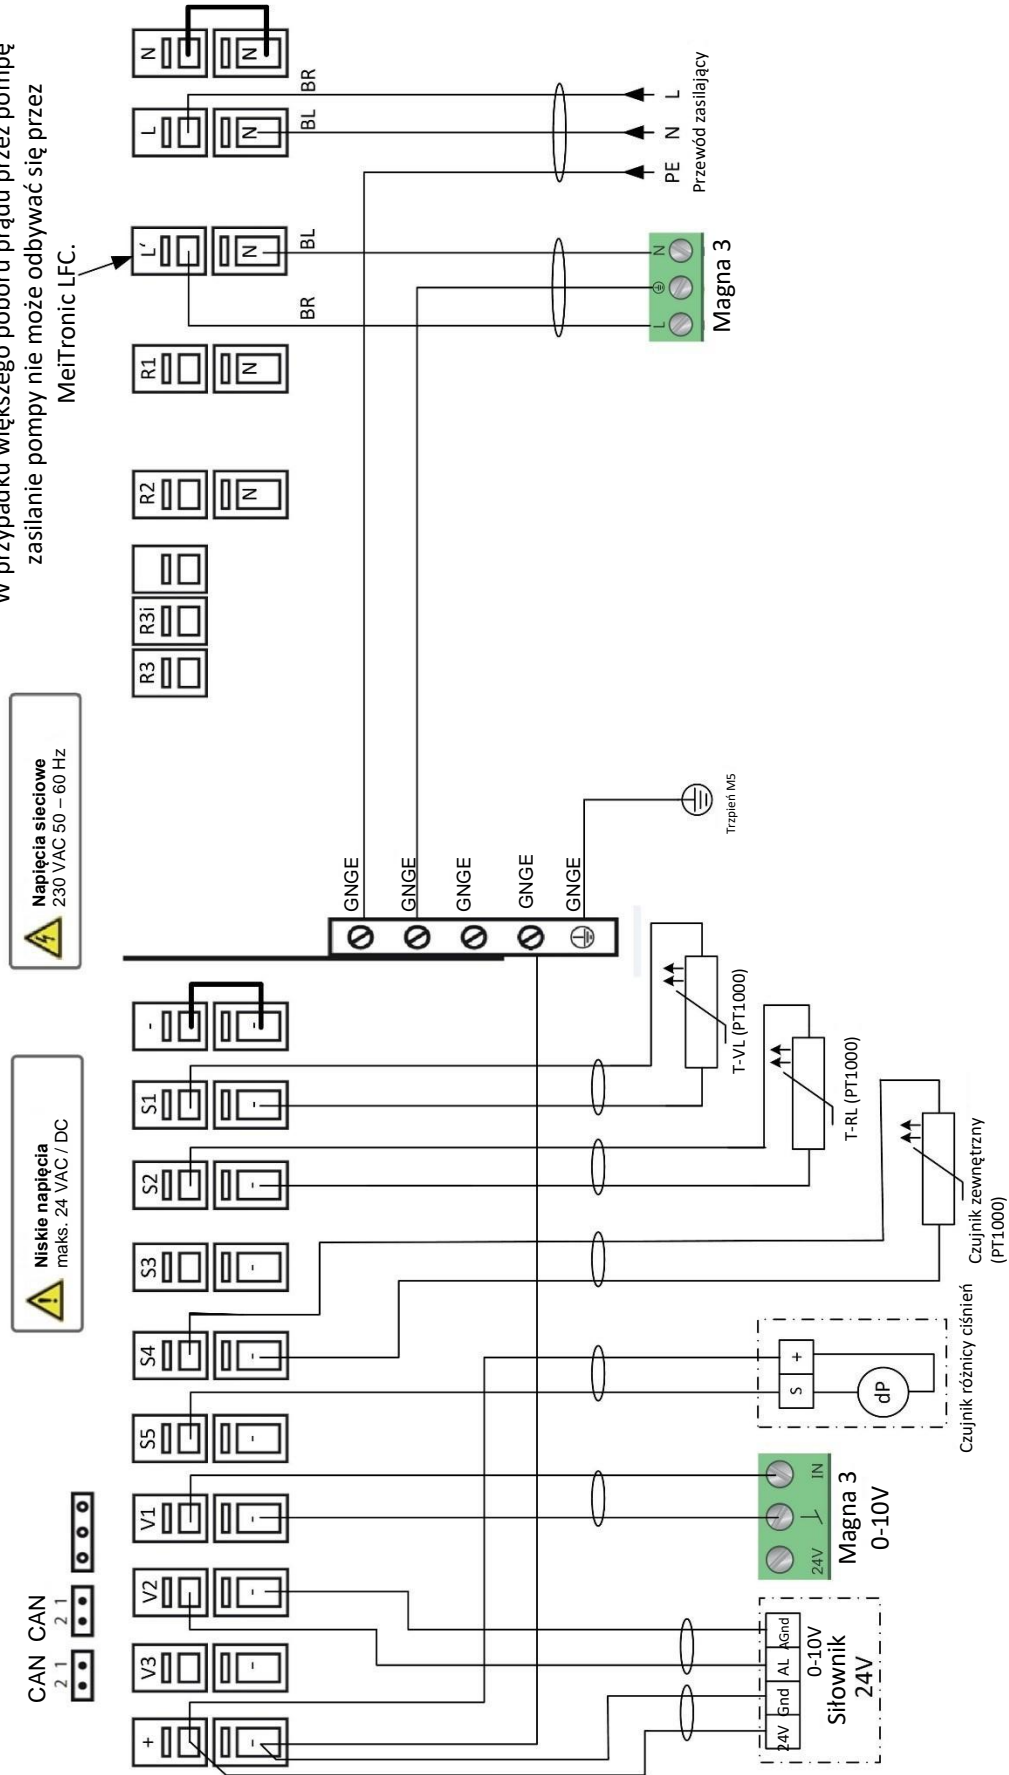 W przypadku większego poboru prądu przez pompę
zasilanie pompy nie może odbywać się przez
MeiTronic LFC.
Niskie napięcia
maks. 24 VAC / DC
Napięcia sieciowe
230 VAC 50 – 60 Hz
CAN CAN
2 1 2 1
+ V3 V2 V1 S5 S4 S3 S2 S1 - R3 R3i R2 R1 L' L N
- - - - - - - - - - N N N N N
BR BL BL BR
GNGE
GNGE
GNGE
GNGE
GNGE
Trzpień M5
PE N L
Przewód zasilający
L N
Magna 3
T-VL (PT1000)
T-RL (PT1000)
Czujnik zewnętrzny
(PT1000)
S +
dP
Czujnik różnicy ciśnień
24V IN
Magna 3
0-10V
24V Gnd AL AGnd
0-10V
Siłownik
24V